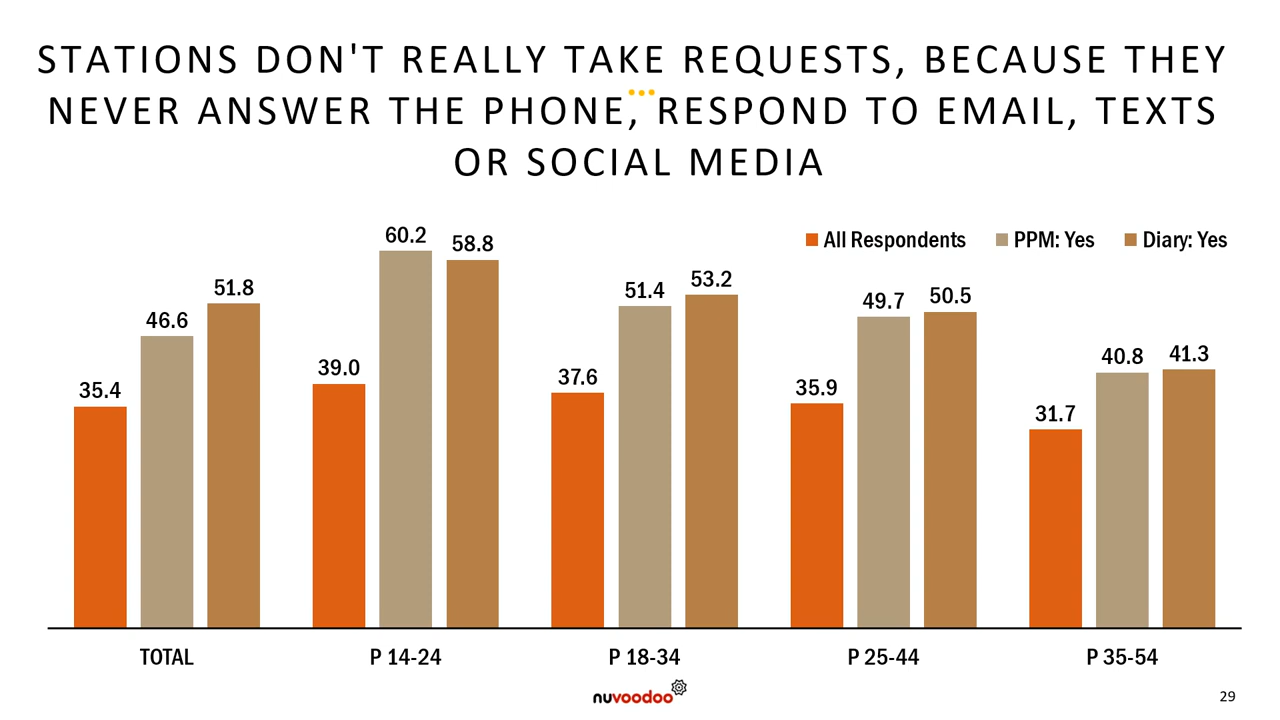 STATIONS DON'T REALLY TAKE REQUESTS, BECAUSE THEY
NEVER ANSWER THE PHONE, RESPOND TO EMAIL, TEXTS
OR SOCIAL MEDIA
All Respondents PPM: Yes Diary: Yes
35.4 46.6 51.8
39.0 60.2 58.8
37.6 51.4 53.2
35.9 49.7 50.5
31.7 40.8 41.3
TOTAL P 14-24 P 18-34 P 25-44 P 35-54
nuvoodoo
29